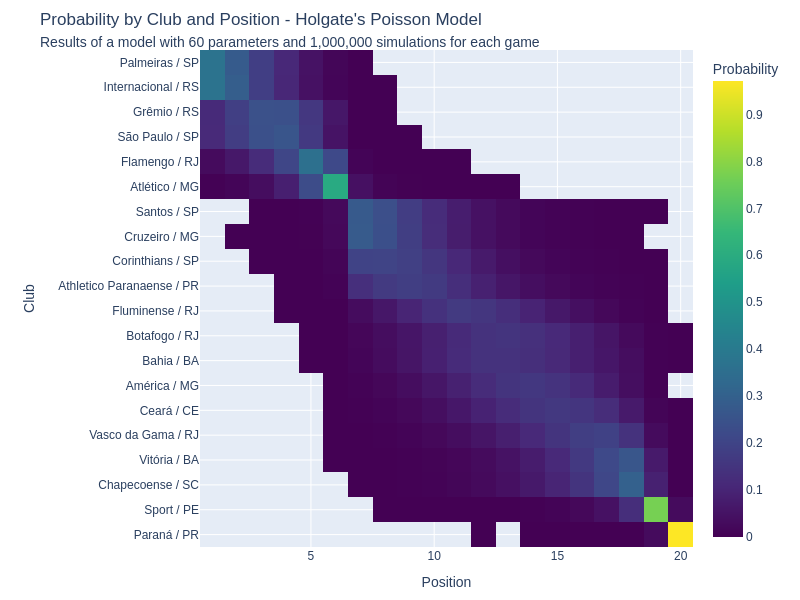 Probability by Club and Position - Holgate's Poisson Model
Results of a model with 60 parameters and 1,000,000 simulations for each game
Probability
Palmeiras / SP
Internacional / RS
Grêmio / RS
São Paulo / SP
Flamengo / RJ
Atlético / MG
Santos / SP
Cruzeiro / MG
Corinthians / SP
Athletico Paranaense / PR
Fluminense / RJ
Botafogo / RJ
Bahia / BA
América / MG
Ceará / CE
Vasco da Gama / RJ
Vitória / BA
Chapecoense / SC
Sport / PE
Paraná / PR
Club
5
10
15
20
Position
0.9
0.8
0.7
0.6
0.5
0.4
0.3
0.2
0.1
0